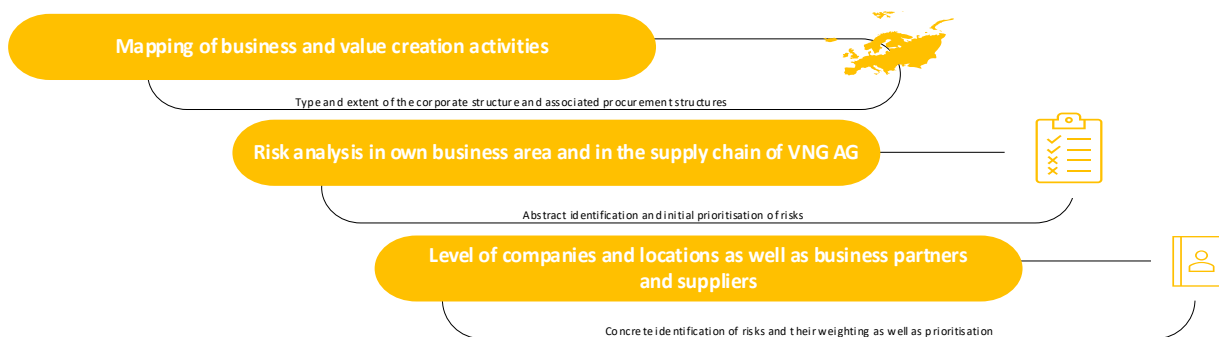 Mapping of business and value creation activities
Type and extent of the corporate structure and associated procurement structures
Risk analysis in own business area and in the supply chain of VNG AG
Abstract identification and initial prioritisation of risks
Level of companies and locations as well as business partners
and suppliers
Concrete identification of risks and their weighting as well as prioritisation